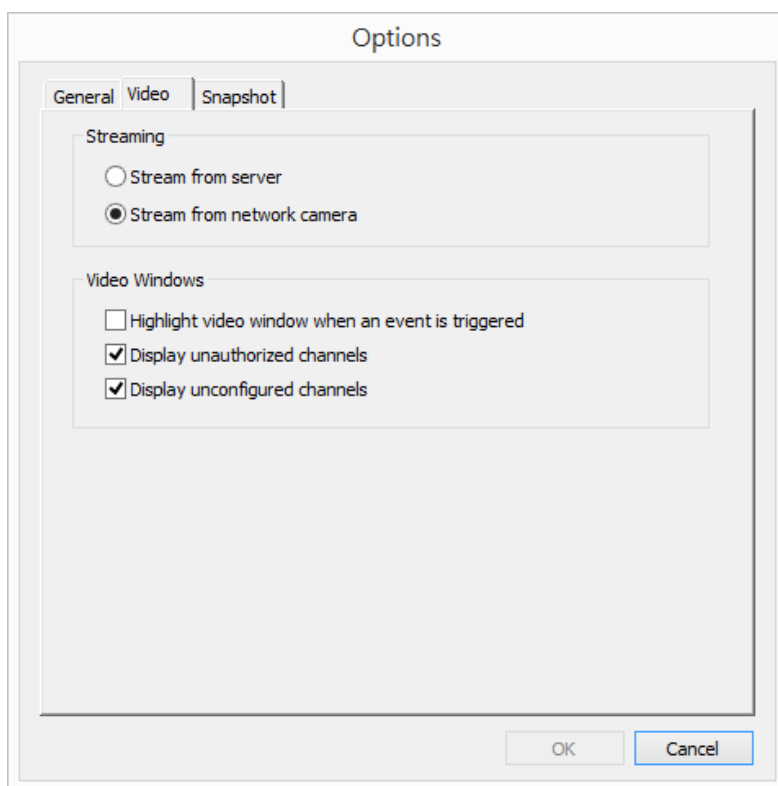 Options
General Video Snapshot
Streaming
Stream from server
Stream from network camera
Video Windows
Highlight video window when an event is triggered
Display unauthorized channels
Display unconfigured channels
OK Cancel